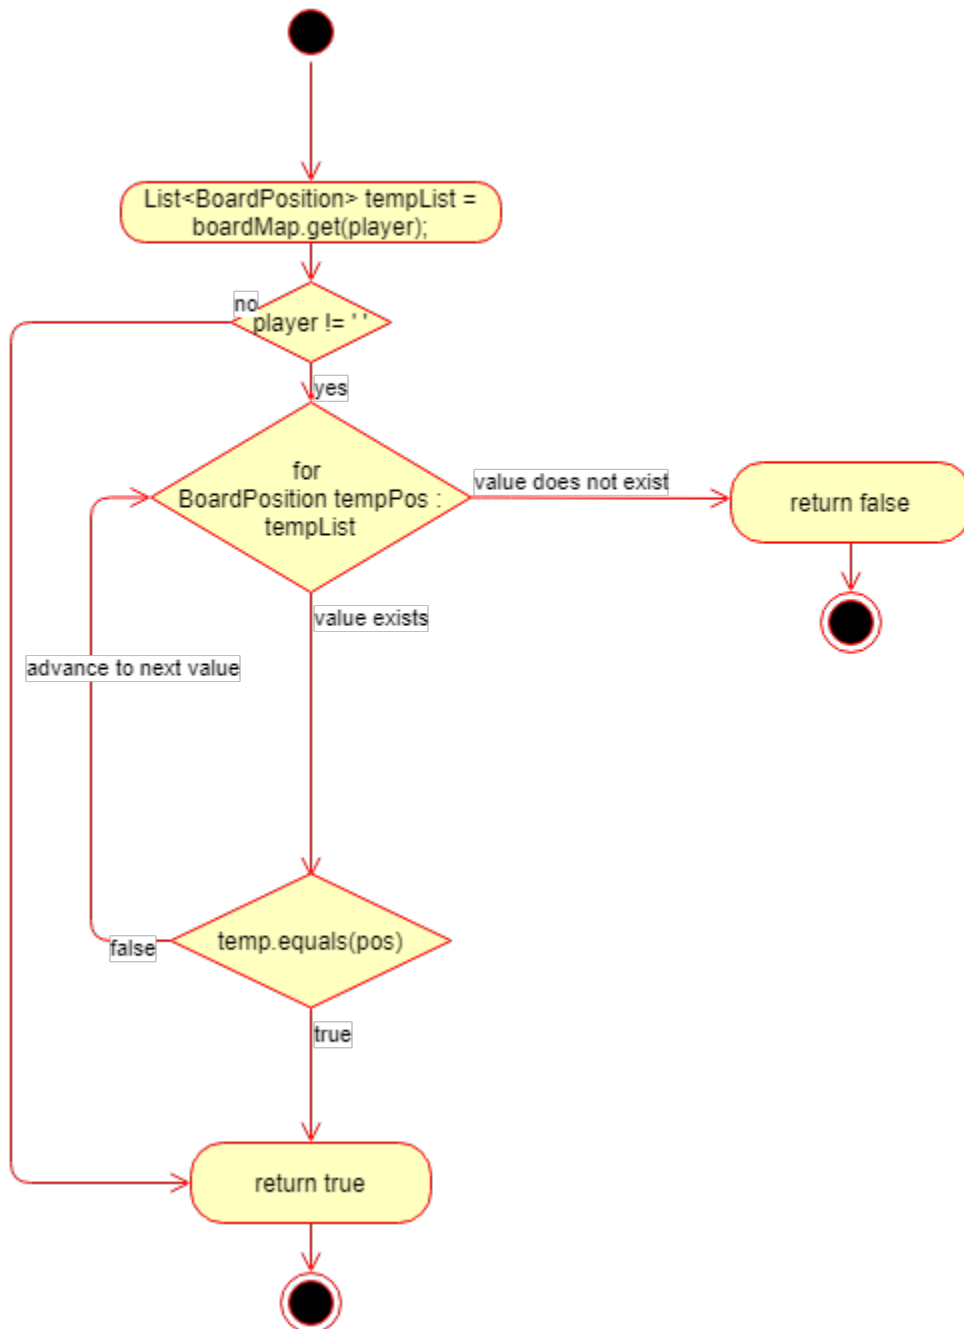 List<BoardPosition> tempList =
boardMap.get(player);
no
player != ' '
yes
for
BoardPosition tempPos :
tempList
value does not exist
return false
value exists
advance to next value
temp.equals(pos)
false
true
return true